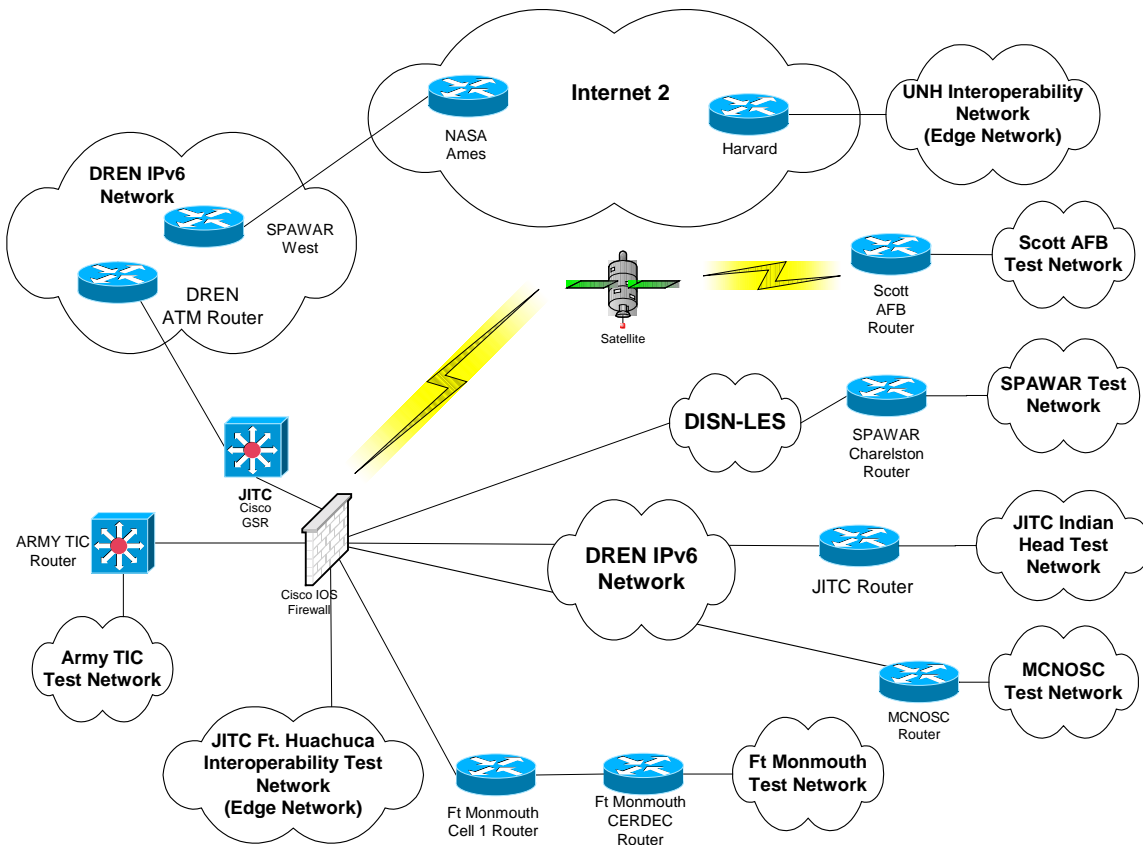 Internet 2
NASA
Ames
Harvard
UNH Interoperability
Network
(Edge Network)
DREN IPv6
Network
SPAWAR
West
DREN
ATM Router
Satellite
Scott
AFB
Router
Scott AFB
Test Network
DISN-LES
SPAWAR
Charelston
Router
SPAWAR Test
Network
JITC
Cisco
GSR
ARMY TIC
Router
Cisco IOS
Firewall
DREN IPv6
Network
JITC Router
JITC Indian
Head Test
Network
Army TIC
Test Network
MCNOSC
Router
MCNOSC
Test Network
JITC Ft. Huachuca
Interoperability Test
Network
(Edge Network)
Ft Monmouth
Cell 1 Router
Ft Monmouth
CERDEC
Router
Ft Monmouth
Test Network